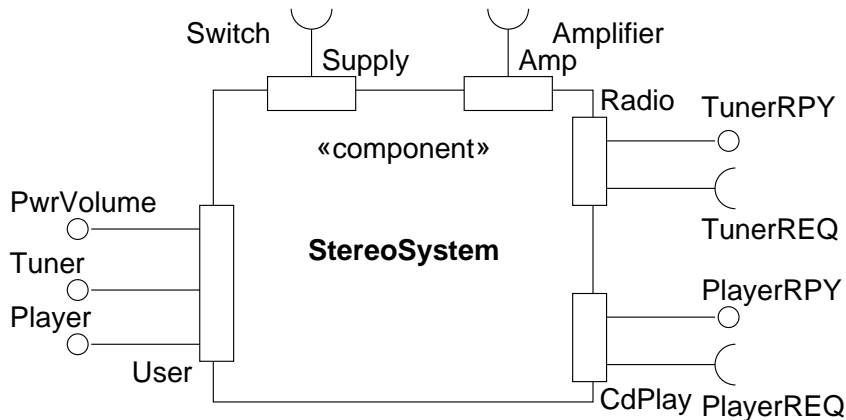 Switch
Amplifier
Supply
Amp
Radio
TunerRPY
«component»
PwrVolume
TunerREQ
StereoSystem
Tuner
PlayerRPY
Player
User
CdPlay
PlayerREQ